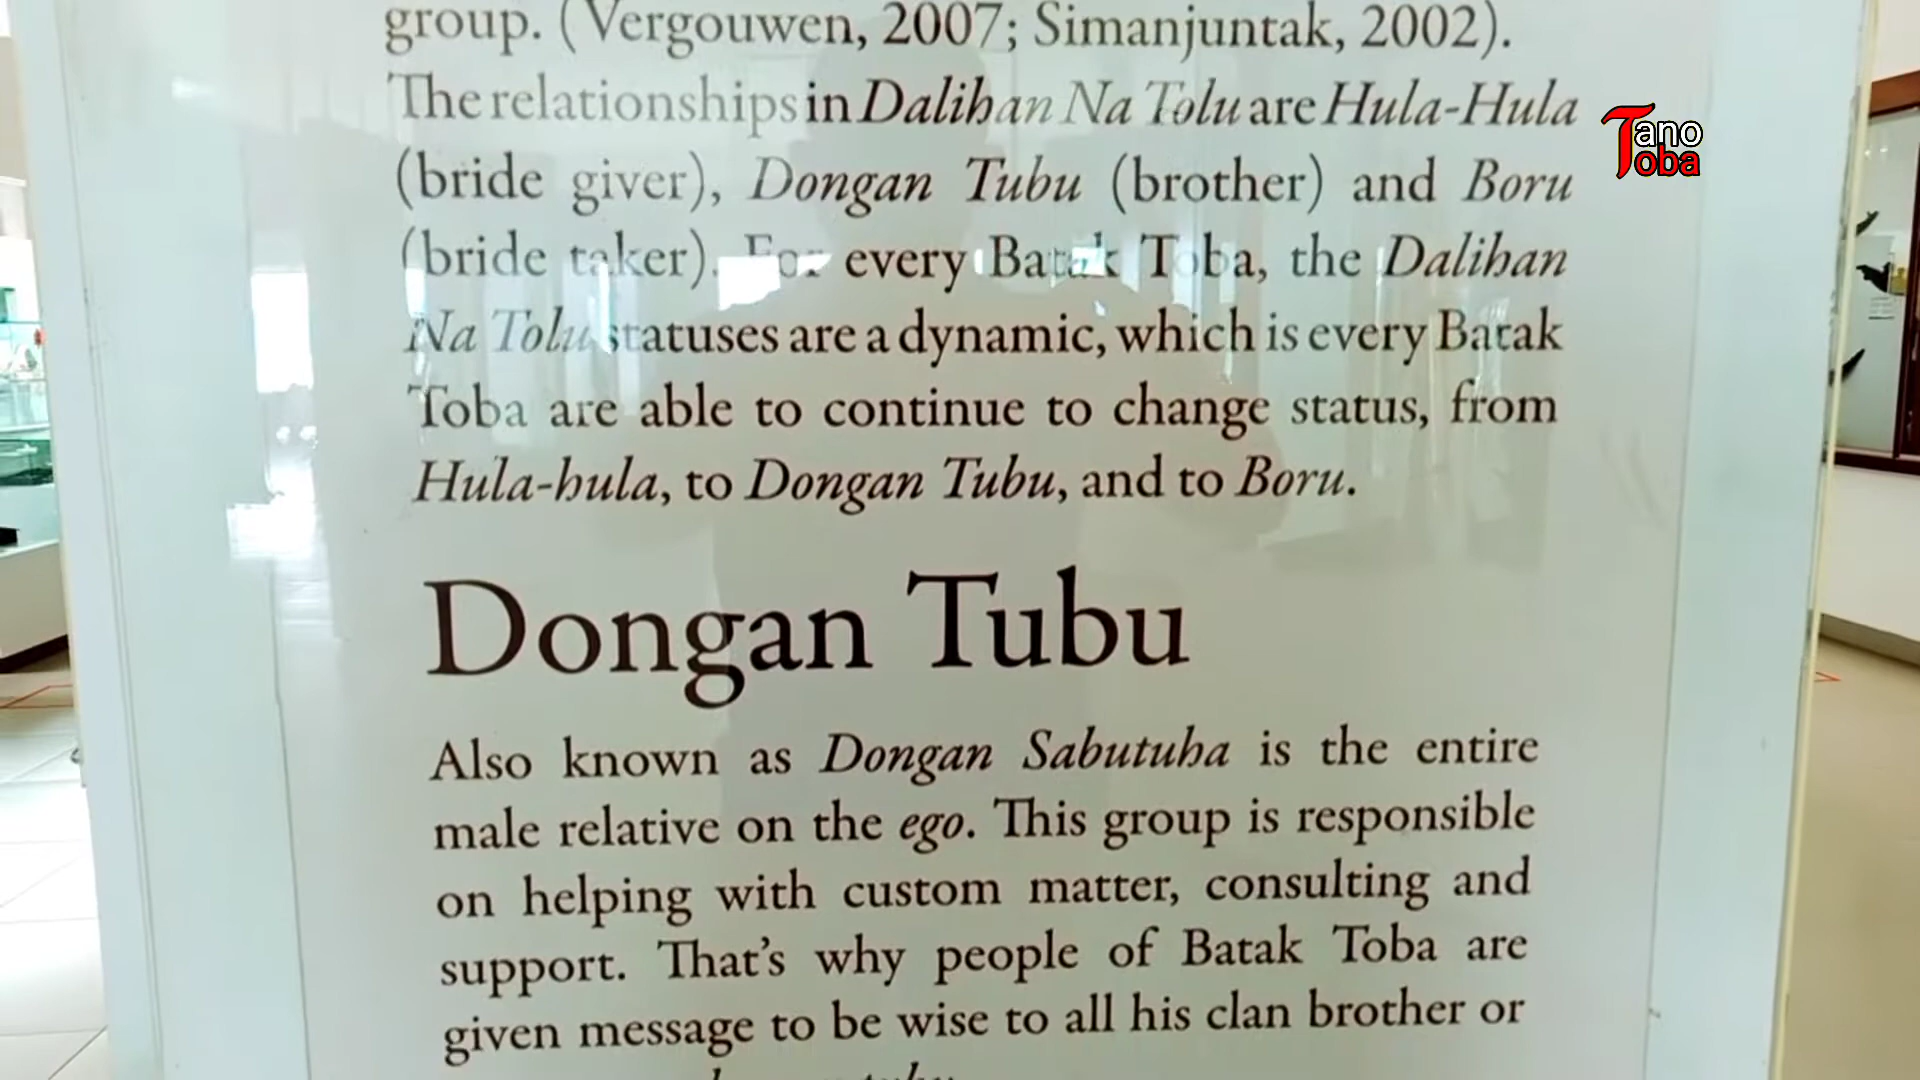 group. (Vergouwen, 2007; Simanjuntak, 2002).
The relationships in Dalihan Na Tolu are Hula-Hula
(bride giver), Dongan Tubu (brother) and Boru
(bride taker). For every Batak Toba, the Dalihan
Na Tolu statuses are a dynamic, which is every Batak
Toba are able to continue to change status, from
Hula-hula, to Dongan Tubu, and to Boru.
Dongan Tubu
Also known as Dongan Sabutuha is the entire
male relative on the ego. This group is responsible
on helping with custom matter, consulting and
support. That's why people of Batak Toba are
given message to be wise to all his clan brother or
Tano
Toba